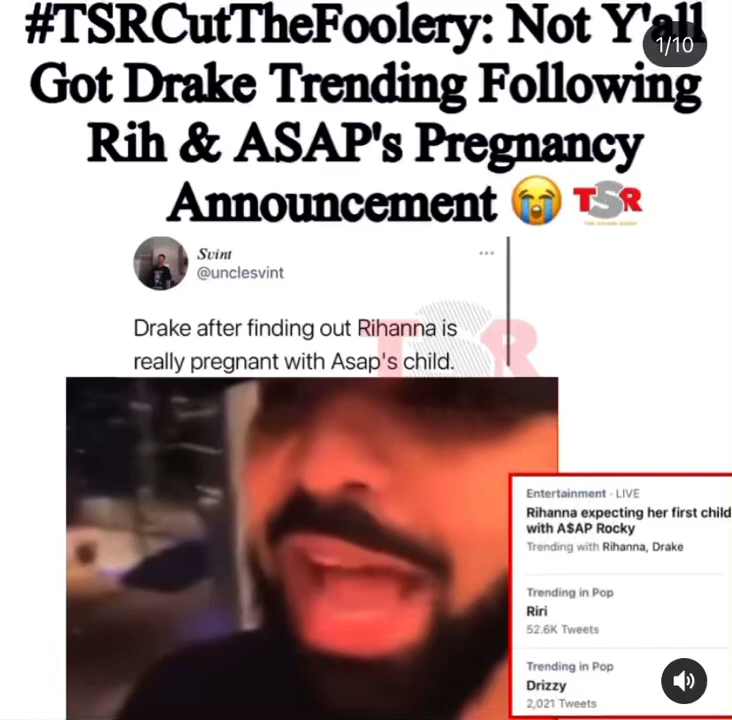 #TSRCutTheFoolery: Not Y'all
1/10
Got Drake Trending Following
Rih & ASAP's Pregnancy
Announcement 😭 TSR
Svint
@unclesvint
Drake after finding out Rihanna is
really pregnant with Asap's child.
TSR
Entertainment · LIVE
Rihanna expecting her first child
with A$AP Rocky
Trending with Rihanna, Drake
Trending in Pop
Riri
52.6K Tweets
Trending in Pop
Drizzy
2,021 Tweets